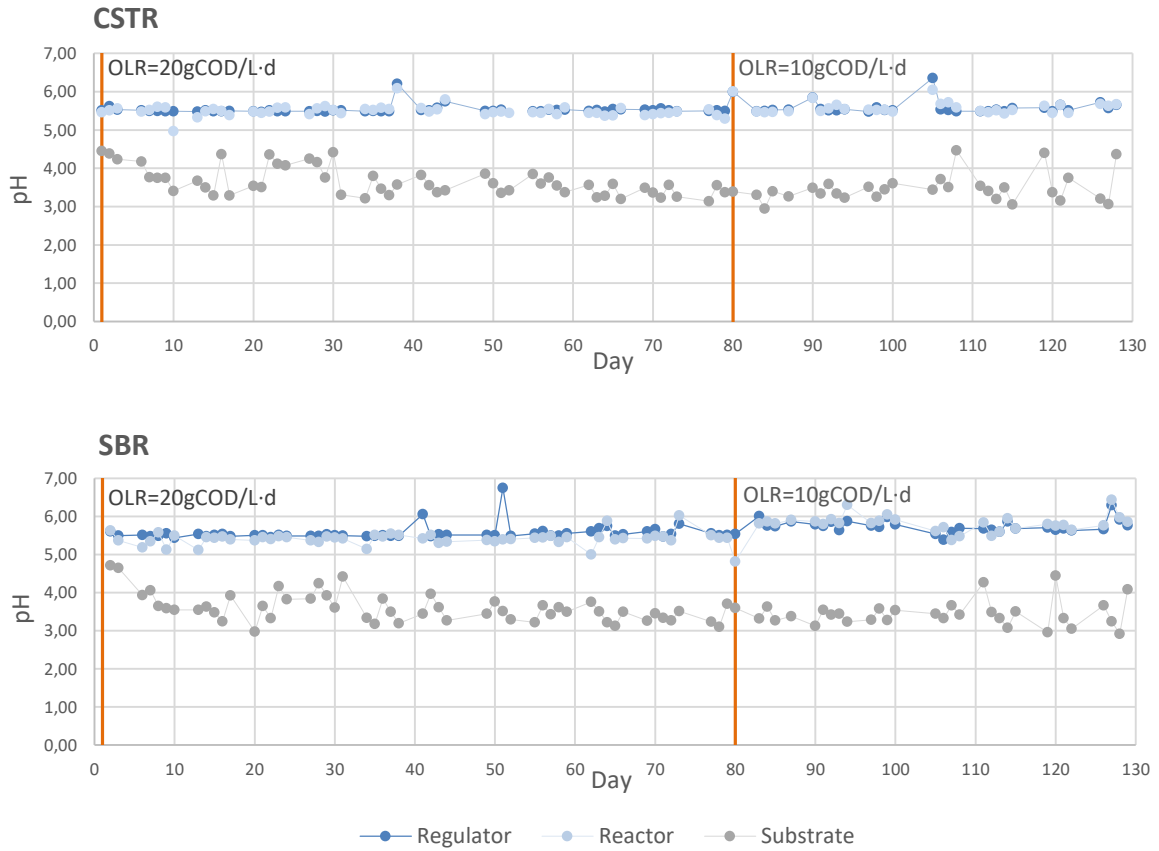 CSTR
7,00
6,00
5,00
4,00
3,00
2,00
1,00
0,00
pH
OLR=20gCOD/L·d
OLR=10gCOD/L·d
0 10 20 30 40 50 60 70 80 90 100 110 120 130
Day
SBR
7,00
6,00
5,00
4,00
3,00
2,00
1,00
0,00
pH
OLR=20gCOD/L·d
OLR=10gCOD/L·d
0 10 20 30 40 50 60 70 80 90 100 110 120 130
Day
Regulator Reactor Substrate